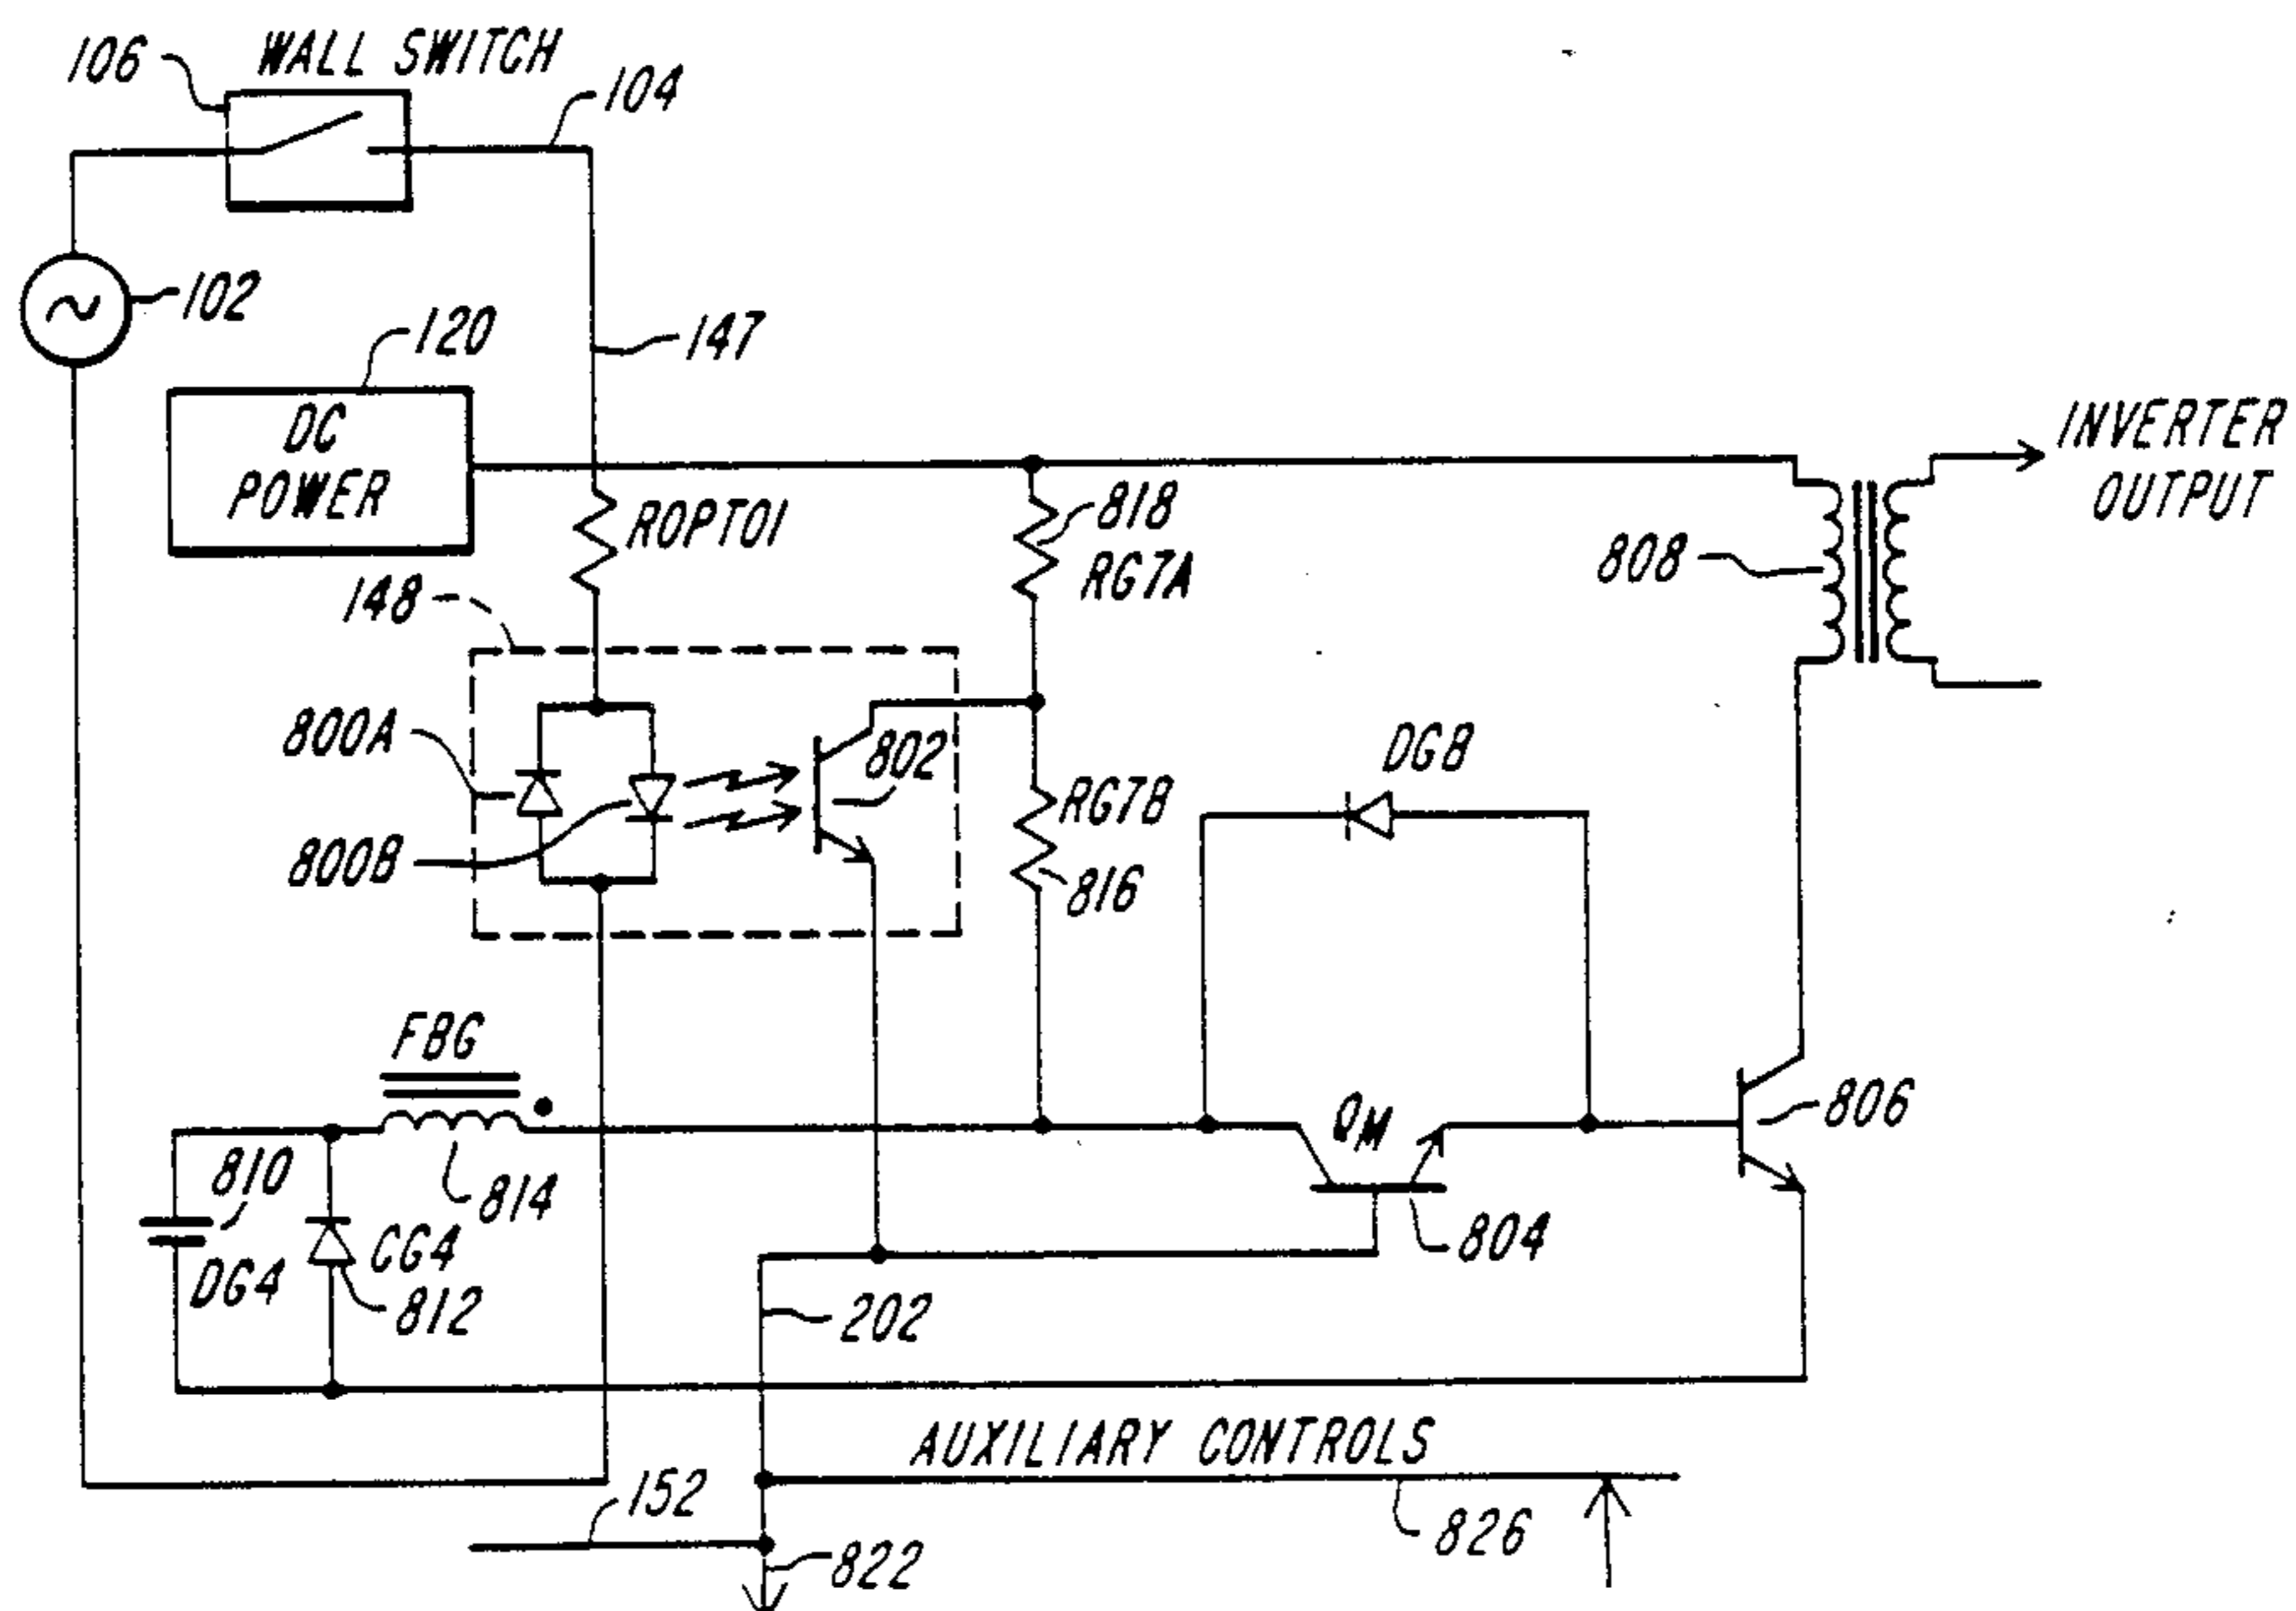 106
WALL SWITCH
104
102
120
147
DC
POWER
INVERTER
OUTPUT
ROPTO1
818
RG7A
808
148
800A
802
DG8
RG7B
800B
816
FBG
QM
806
810
814
DG4
CG4
812
804
202
AUXILIARY CONTROLS
152
826
822